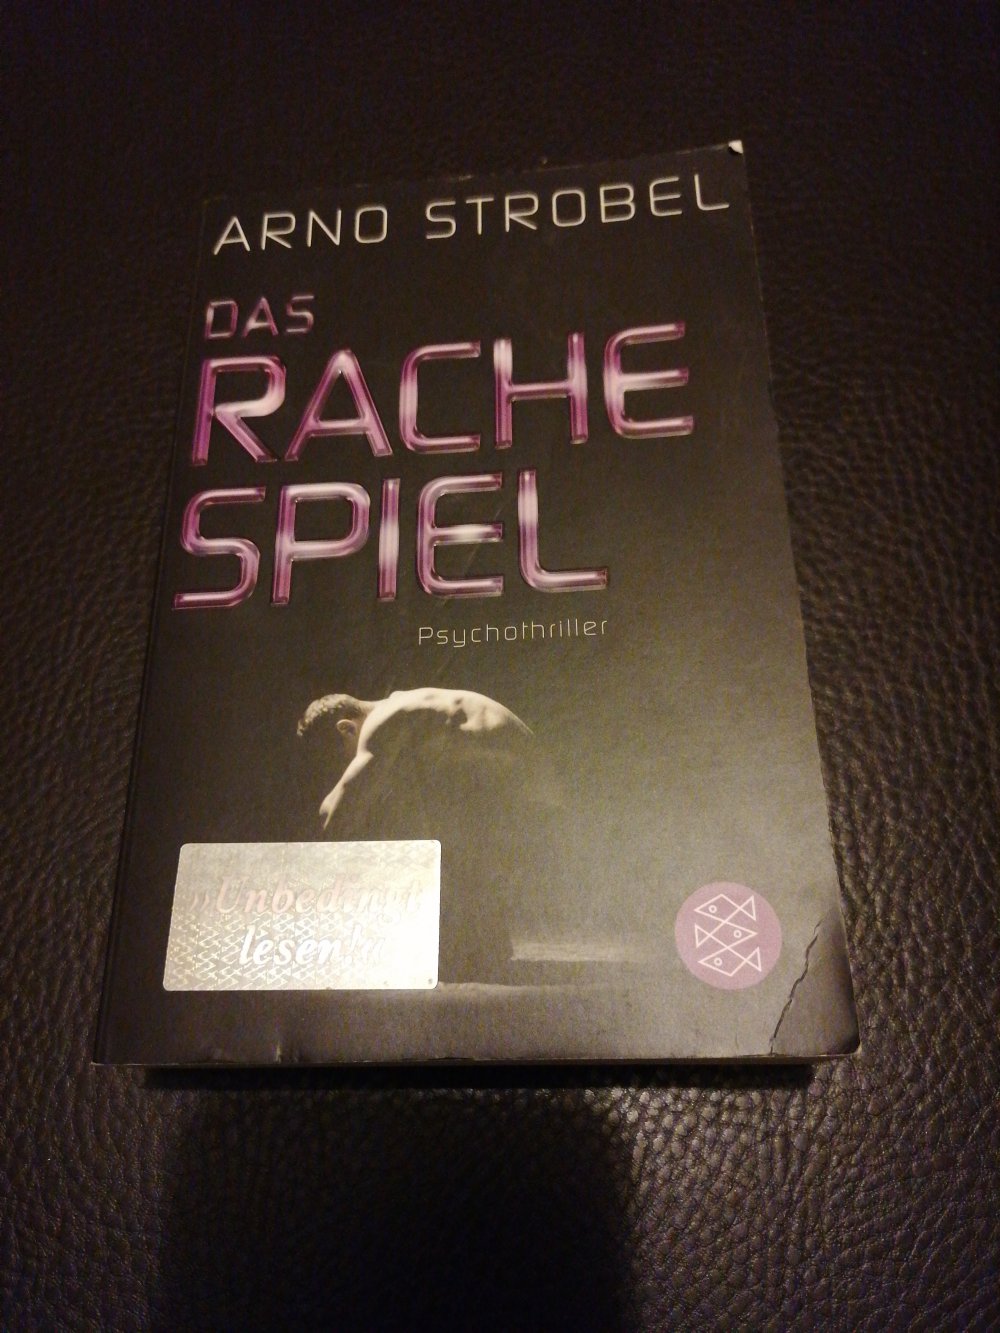 ARNO STROBEL
DAS
RACHE
SPIEL
Psychothriller
»Unbedingt
lesen!«